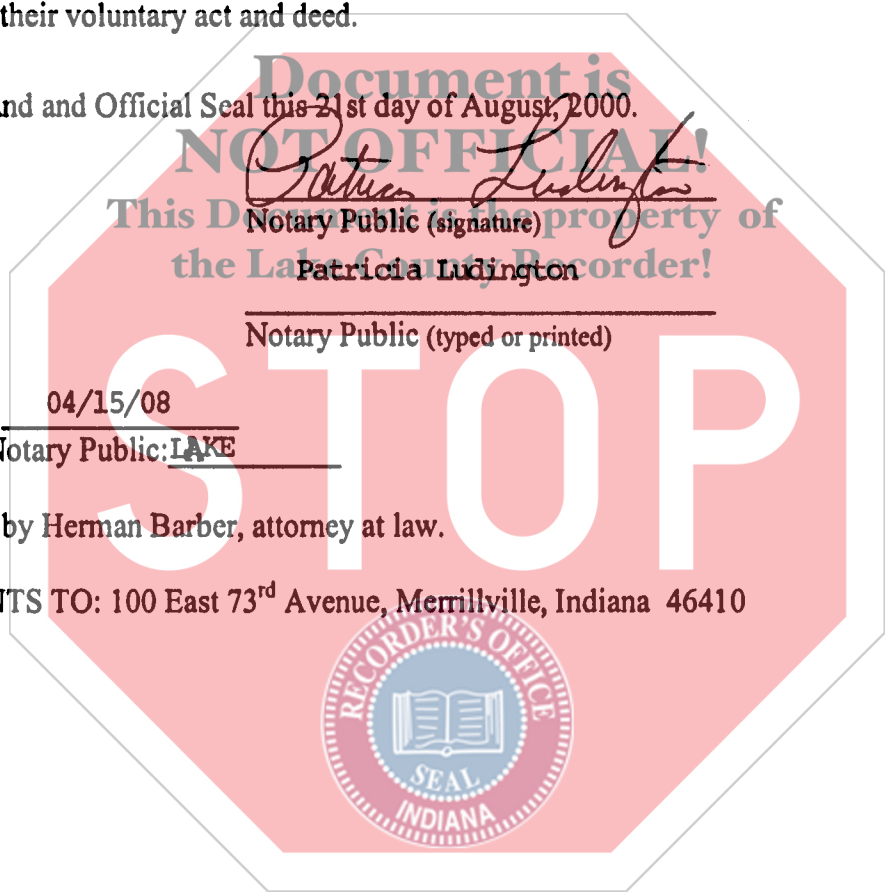 their voluntary act and deed.
Document is
nd and Official Seal this 21st day of August, 2000.
NOT OFFICIAL!
Patricia Ludington
This Document is the property of
Notary Public (signature)
the Lake County Recorder!
Patricia Ludington
Notary Public (typed or printed)
STOP
04/15/08
Notary Public: LAKE
by Herman Barber, attorney at law.
NTS TO: 100 East 73rd Avenue, Merrillville, Indiana 46410
RECORDER'S OFFICE
SEAL
INDIANA